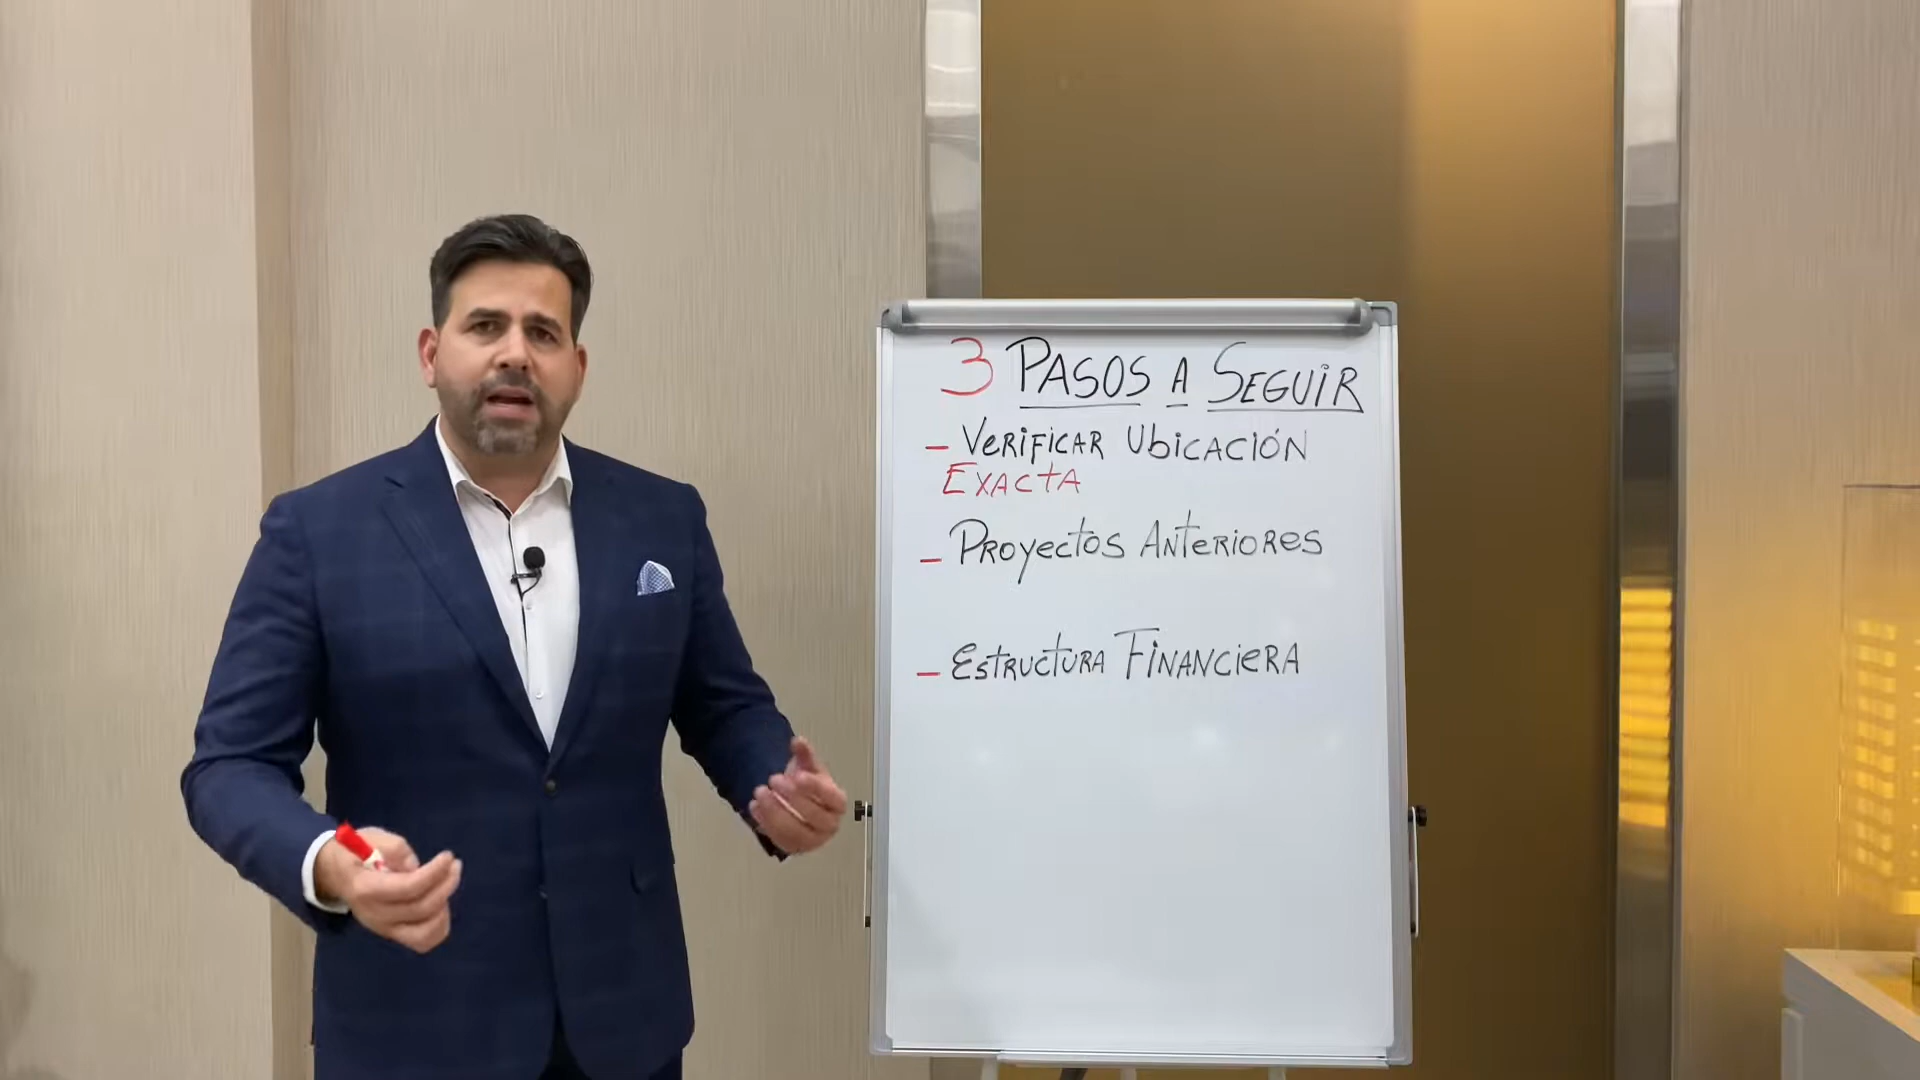 3 PASOS A SEGUIR
- VERIFICAR UBICACIÓN
EXACTA
- PROYECTOS ANTERIORES
- ESTRUCTURA FINANCIERA